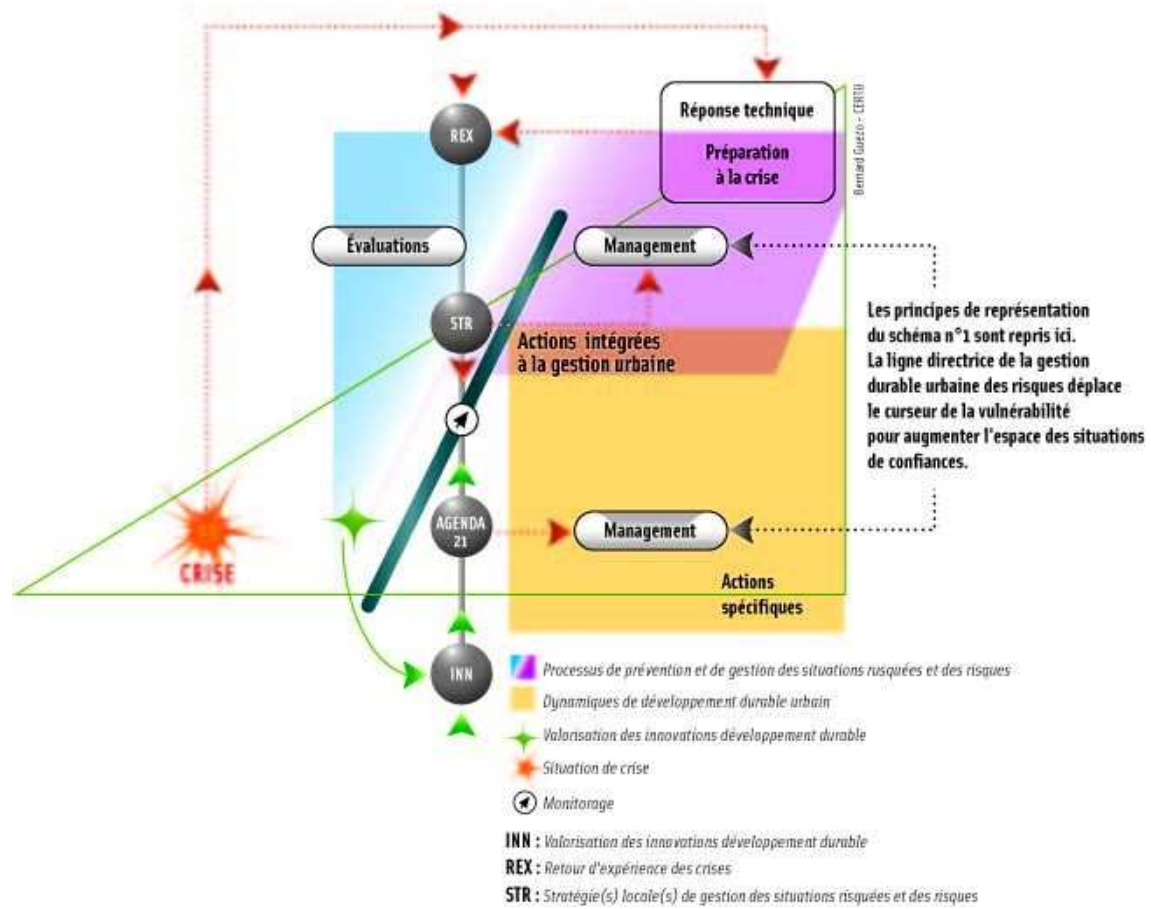 Réponse technique
Préparation
à la crise
Bernard Guézo - CERTU
REX
Évaluations
Management
STR
Actions intégrées
à la gestion urbaine
Les principes de représentation
du schéma n°1 sont repris ici.
La ligne directrice de la gestion
durable urbaine des risques déplace
le curseur de la vulnérabilité
pour augmenter l'espace des situations
de confiances.
AGENDA
21
Management
CRISE
Actions
spécifiques
INN
Processus de prévention et de gestion des situations rusquées et des risques
Dynamiques de développement durable urbain
Valorisation des innovations développement durable
Situation de crise
Monitorage
INN : Valorisation des innovations développement durable
REX : Retour d'expérience des crises
STR : Stratégie(s) locale(s) de gestion des situations risquées et des risques